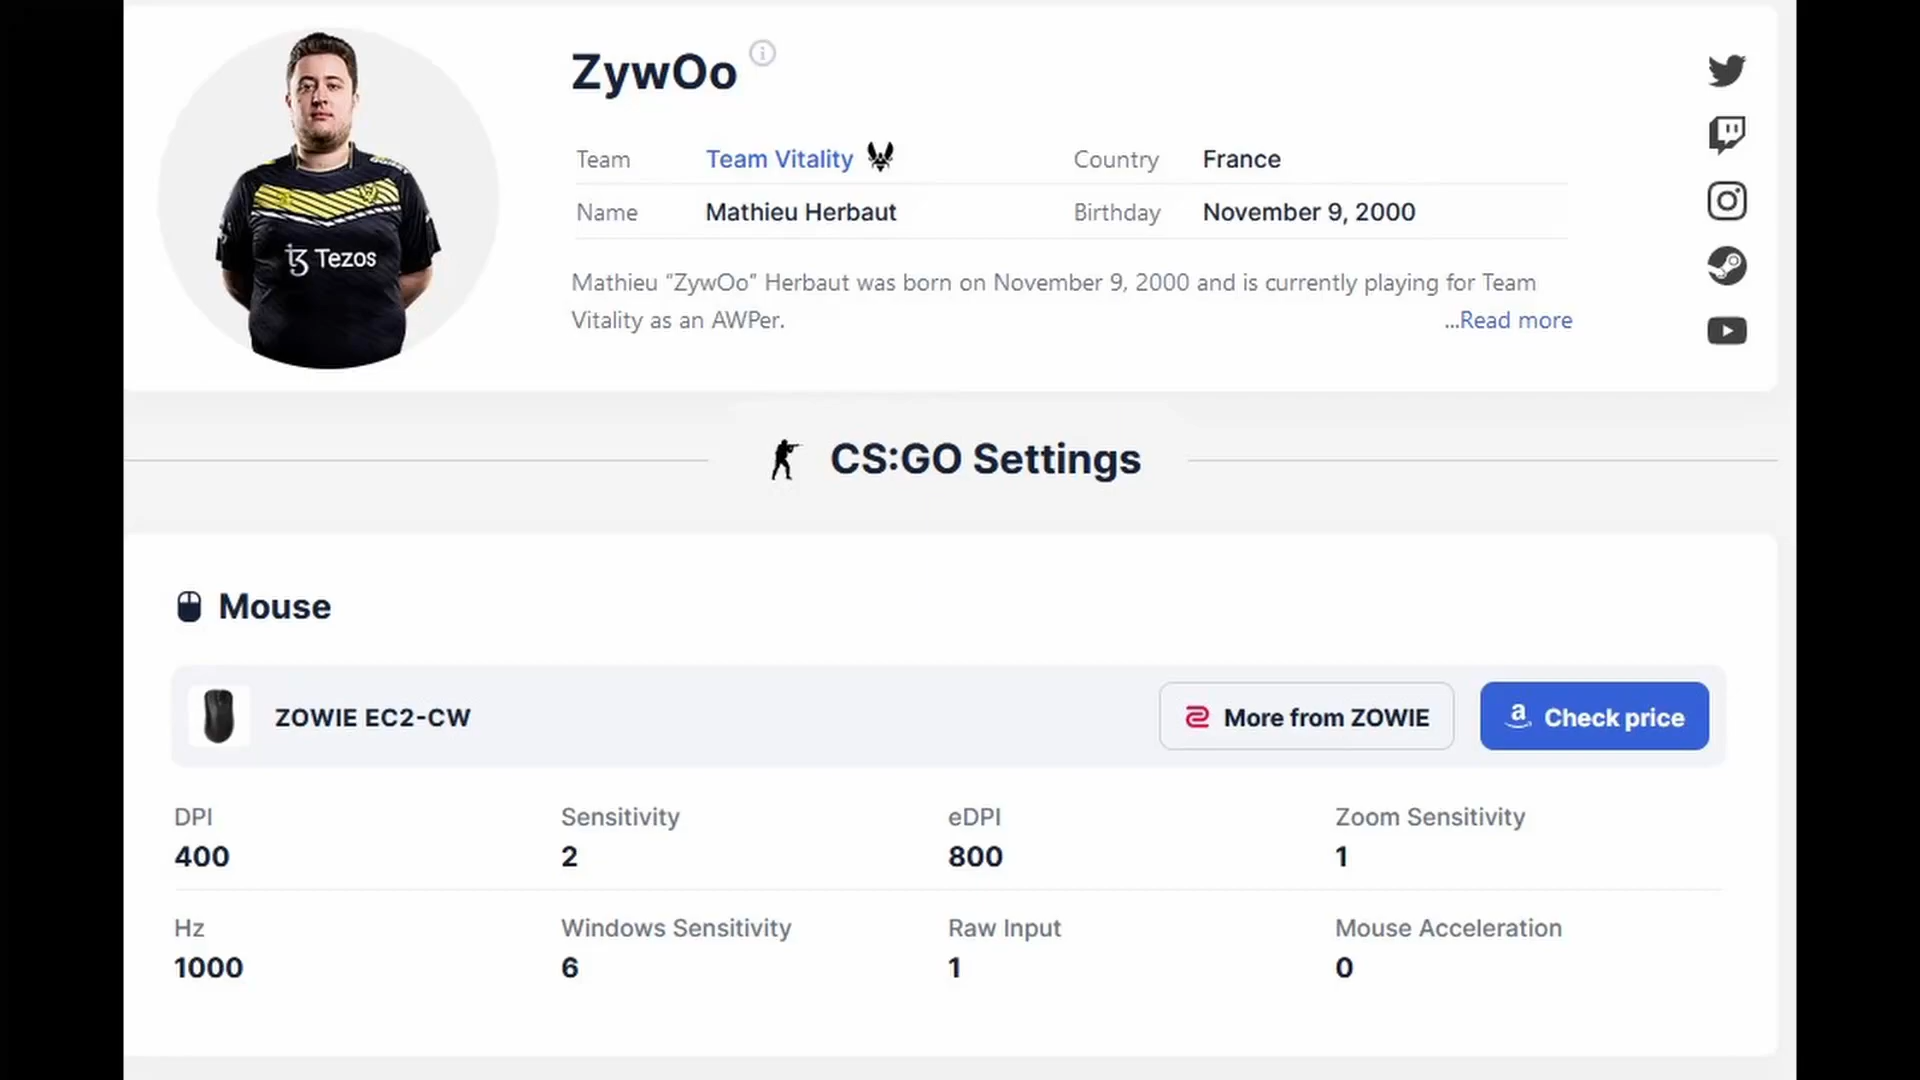 ZywOo
Team Team Vitality Country France
Name Mathieu Herbaut Birthday November 9, 2000
Mathieu “ZywOo” Herbaut was born on November 9, 2000 and is currently playing for Team
Vitality as an AWPer. ...Read more
Tezos
CS:GO Settings
Mouse
ZOWIE EC2-CW More from ZOWIE Check price
DPI Sensitivity eDPI Zoom Sensitivity
400 2 800 1
Hz Windows Sensitivity Raw Input Mouse Acceleration
1000 6 1 0